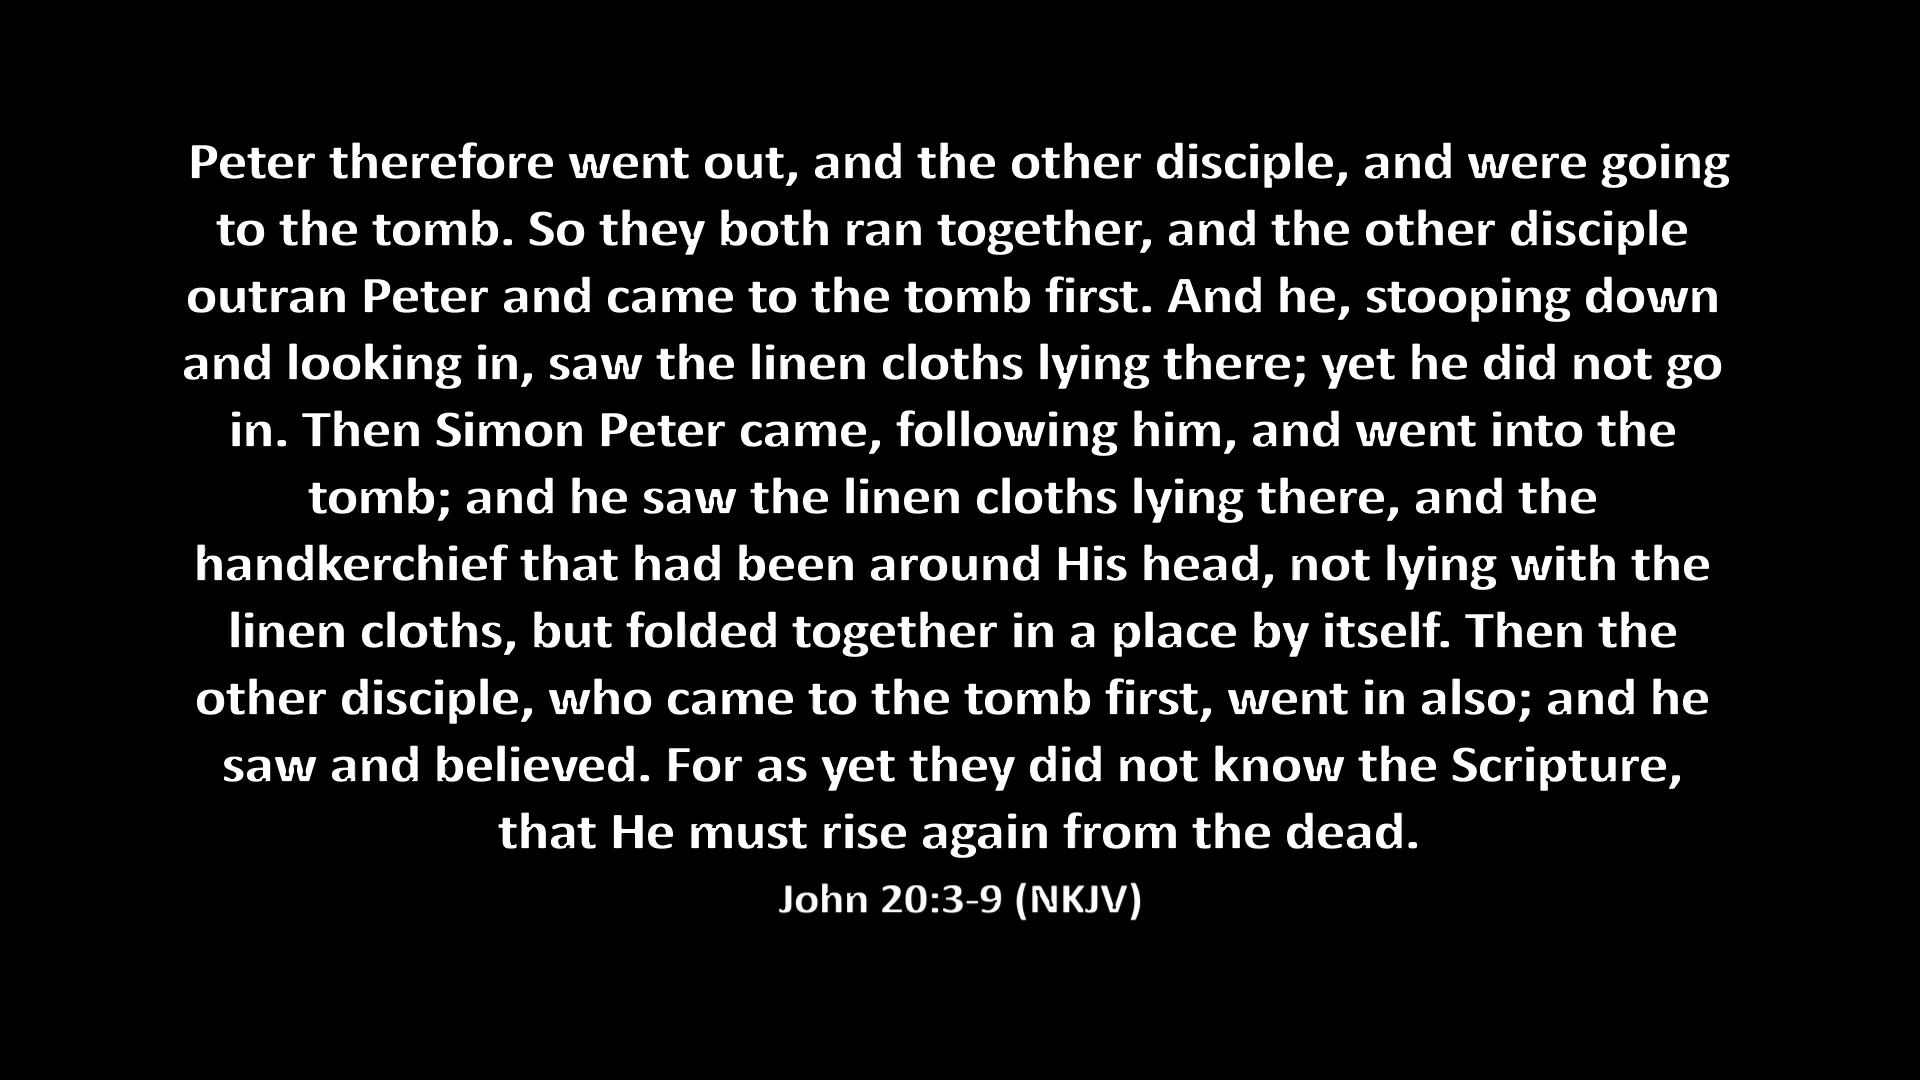 Peter therefore went out, and the other disciple, and were going
to the tomb. So they both ran together, and the other disciple
outran Peter and came to the tomb first. And he, stooping down
and looking in, saw the linen cloths lying there; yet he did not go
in. Then Simon Peter came, following him, and went into the
tomb; and he saw the linen cloths lying there, and the
handkerchief that had been around His head, not lying with the
linen cloths, but folded together in a place by itself. Then the
other disciple, who came to the tomb first, went in also; and he
saw and believed. For as yet they did not know the Scripture,
that He must rise again from the dead.
John 20:3-9 (NKJV)